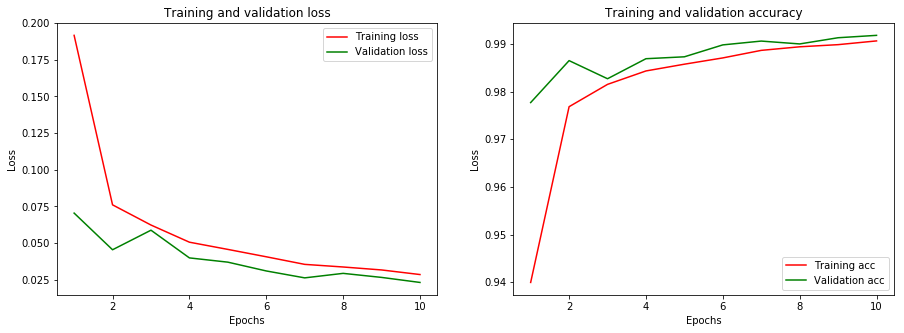 Training and validation loss
0.200
0.175
0.150
0.125
0.100
0.075
0.050
0.025
Loss
2
4
6
8
10
Epochs
Training loss
Validation loss
Training and validation accuracy
0.99
0.98
0.97
0.96
0.95
0.94
Loss
2
4
6
8
10
Epochs
Training acc
Validation acc